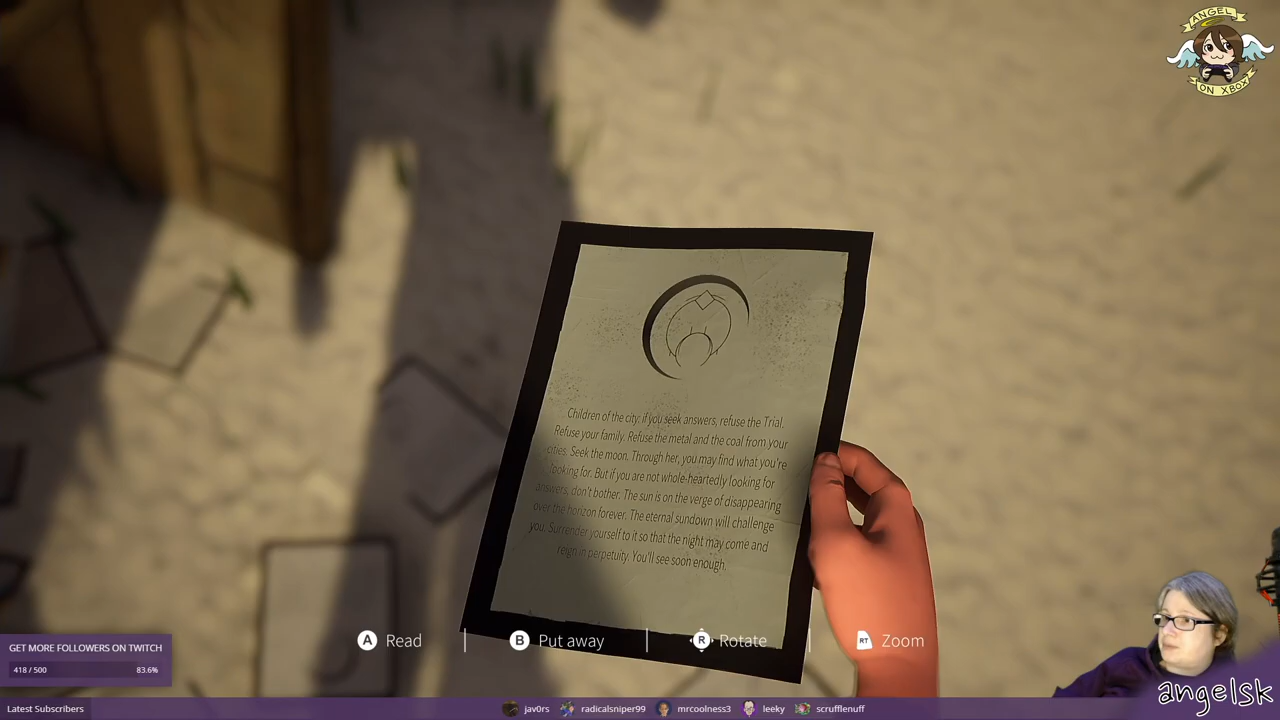 ANGEL
ON XBOX
Children of the city: if you seek answers, refuse the Trial.
Refuse your family. Refuse the metal and the coal from your
cities. Seek the moon. Through her, you may find what you're
looking for. But if you are not whole-heartedly looking for
answers, don't bother. The sun is on the verge of disappearing
over the horizon forever. The eternal sundown will challenge
you. Surrender yourself to it so that the night may come and
reign in perpetuity. You'll see soon enough.
A Read
B Put away
R Rotate
RT Zoom
GET MORE FOLLOWERS ON TWITCH
418 / 500 83.6%
angelsk
Latest Subscribers jav0rs radicalsniper99 mrcoolness3 leeky scrufflenuff